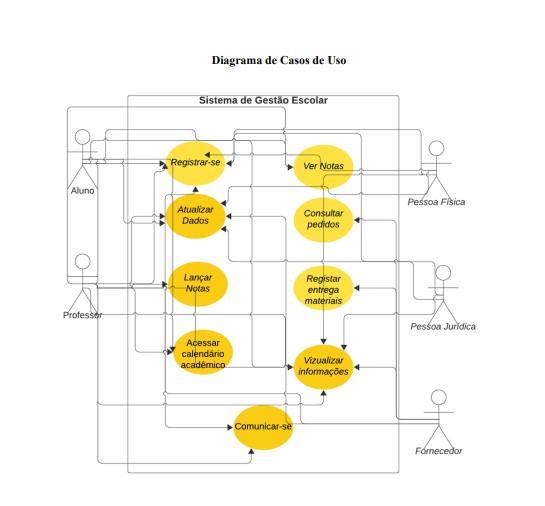 Diagrama de Casos de Uso
Sistema de Gestão Escolar
Registrar-se
Ver Notas
Aluno
Pessoa Física
Atualizar
Dados
Consultar
pedidos
Lançar
Notas
Registar
entrega
materiais
Professor
Pessoa Jurídica
Acessar
calendário
acadêmico
Vizualizar
informações
Comunicar-se
Fornecedor